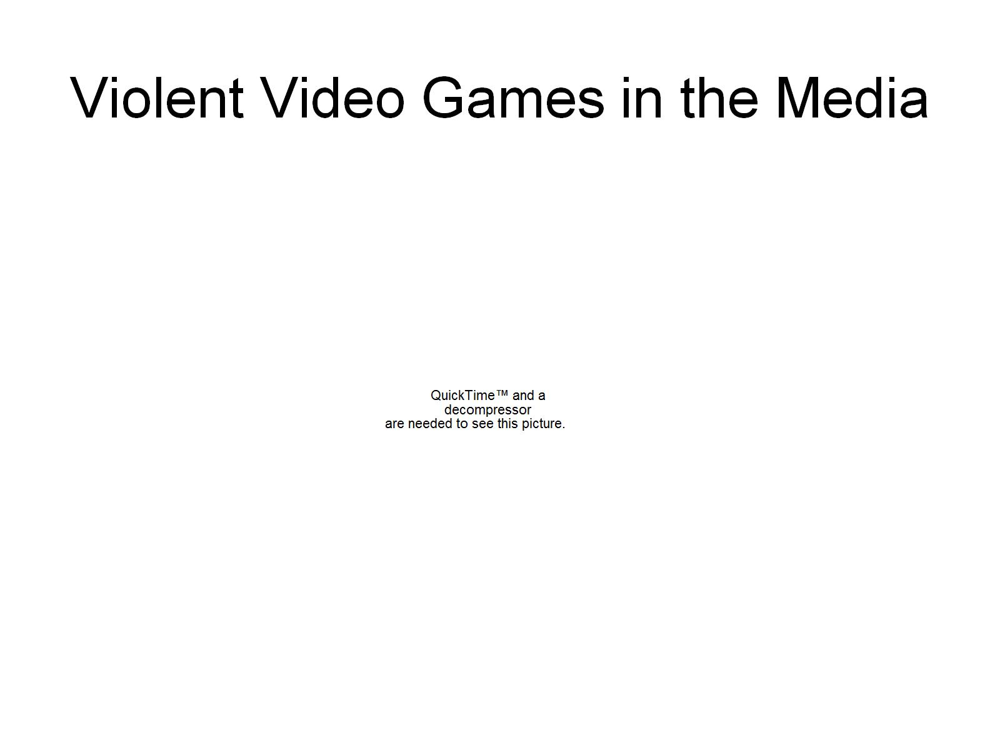 Violent Video Games in the Media
QuickTime™ and a
decompressor
are needed to see this picture.